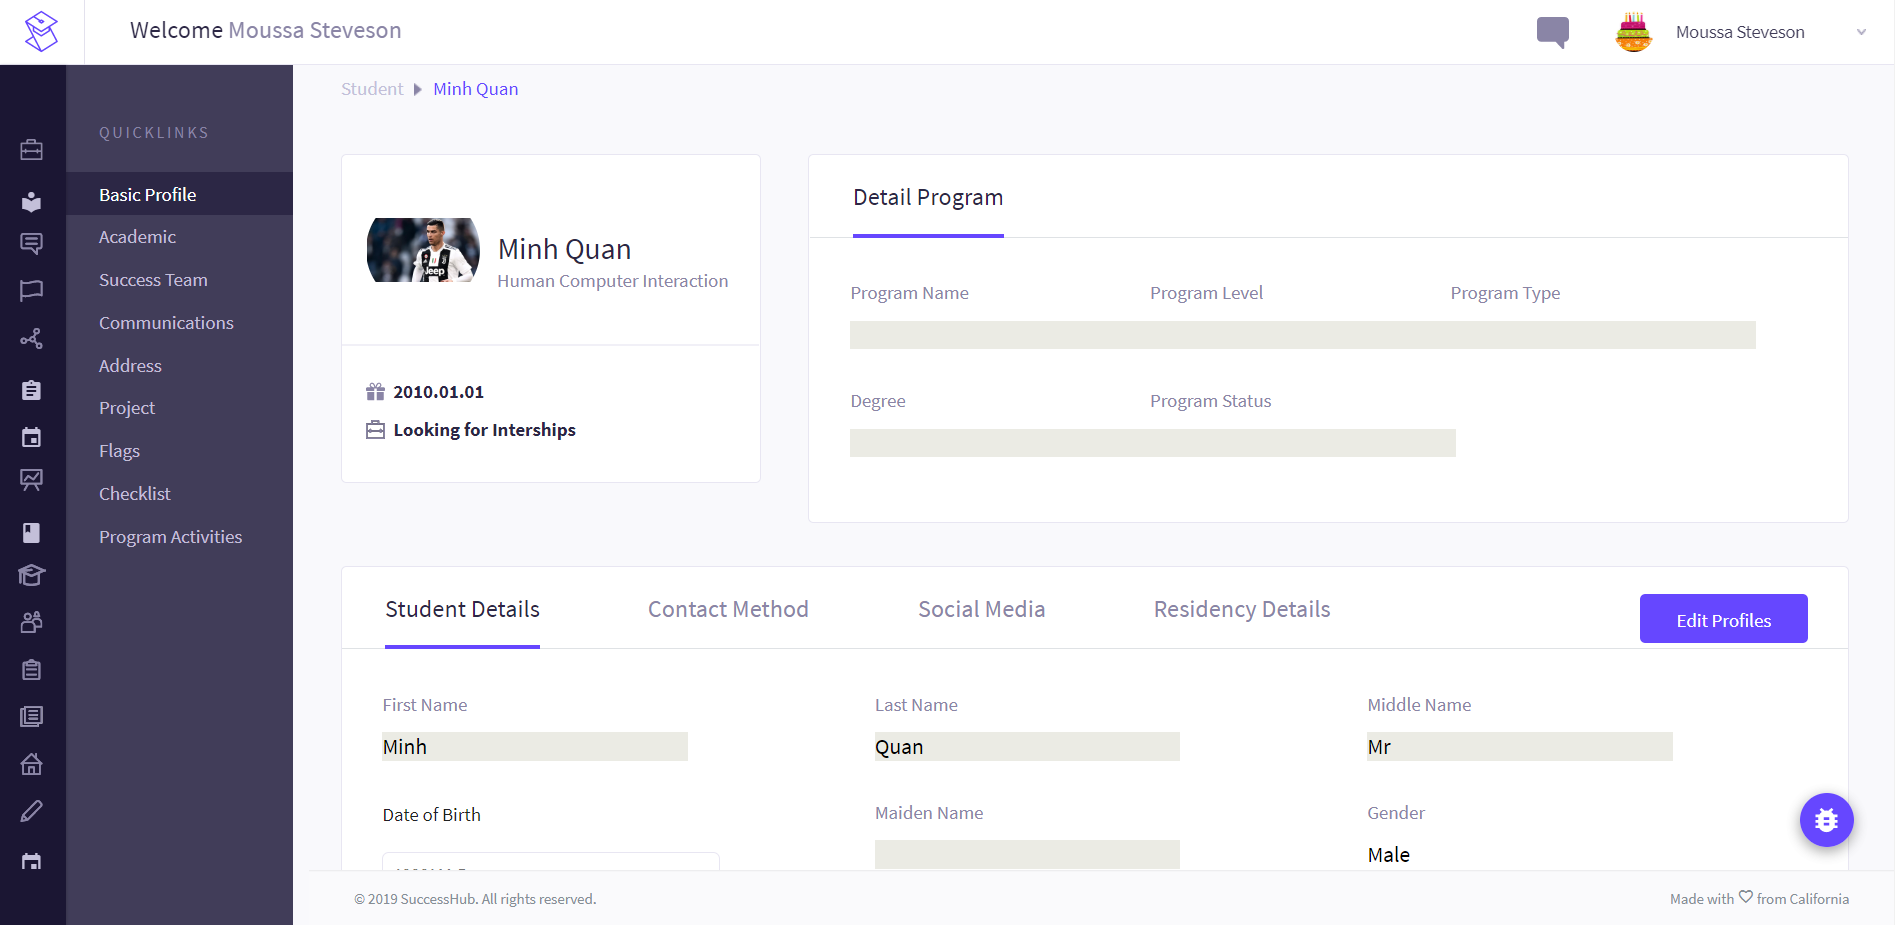 Welcome Moussa Steveson
Moussa Steveson
Student Minh Quan
QUICKLINKS
Basic Profile
Academic
Success Team
Communications
Address
Project
Flags
Checklist
Program Activities
Minh Quan
Human Computer Interaction
Jeep
2010.01.01
Looking for Interships
Detail Program
Program Name Program Level Program Type
Degree Program Status
Student Details Contact Method Social Media Residency Details
Edit Profiles
First Name Last Name Middle Name
Minh Quan Mr
Date of Birth Maiden Name Gender
Male
© 2019 SuccessHub. All rights reserved.
Made with from California